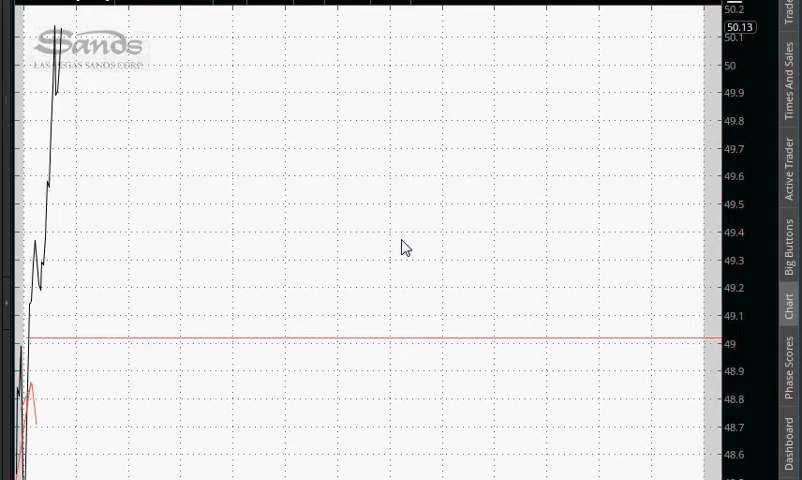 50.2
50.13
50.1
Sands
LAS VEGAS SANDS CORP.
50
49.9
49.8
49.7
49.6
49.5
49.4
49.3
49.2
49.1
49
48.9
48.8
48.7
48.6
Trade
Times And Sales
Active Trader
Big Buttons
Chart
Phase Scores
Dashboard